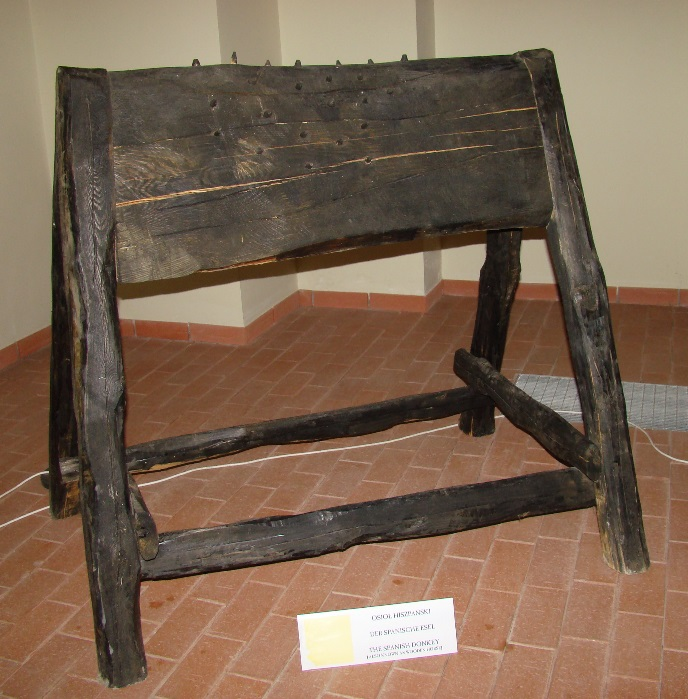 OSIOŁ HISZPAŃSKI
DER SPANISCHE ESEL
THE SPANISH DONKEY